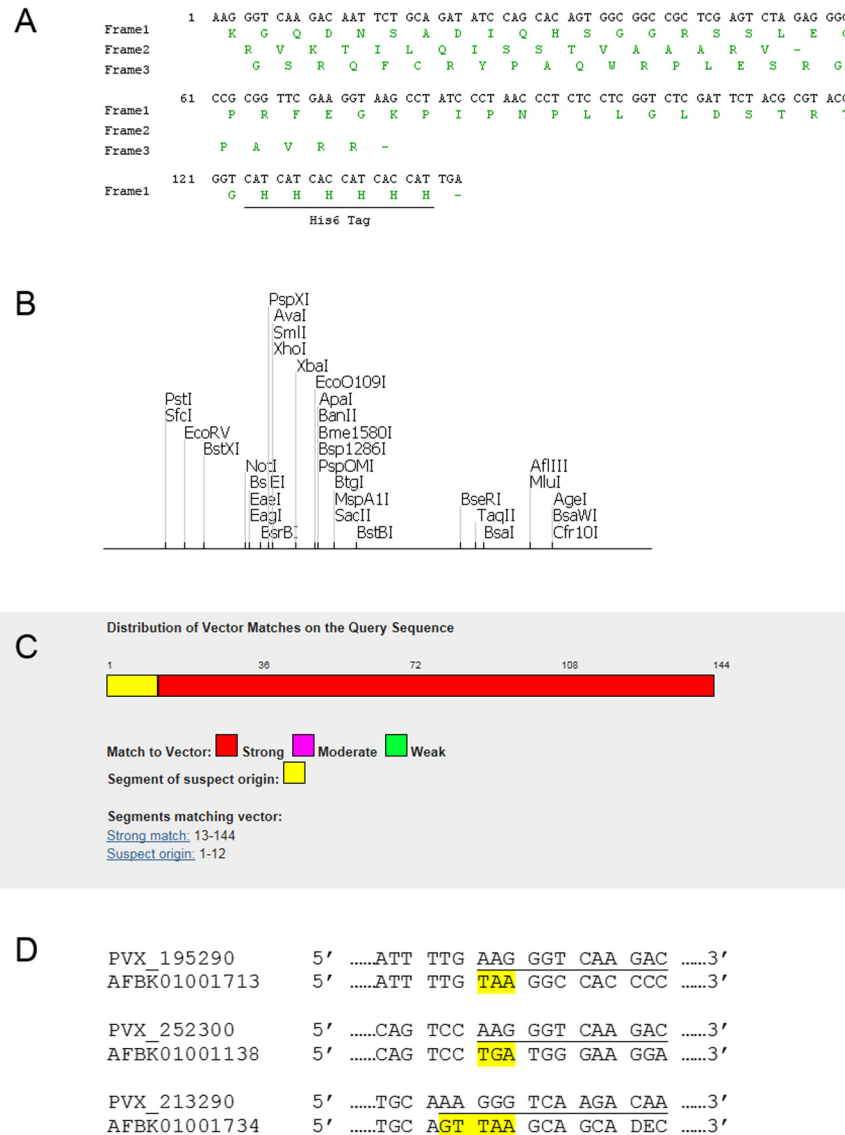 A
1 AAG GGT CAA GAC AAT TCT GCA GAT ATC CAG CAC AGT GGC GGC CGC TCG AGT CTA GAG GGC
Frame1 K G Q D N S A D I Q H S G G R S S L E G
Frame2 R V K T I L Q I S S T V A A A R V -
Frame3 G S R Q F C R Y P A Q W R P L E S R G
61 CCG CGG TTC GAA GGT AAG CCT ATC CCT AAC CCT CTC CTC GGT CTC GAT TCT ACG CGT ACC
Frame1 P R F E G K P I P N P L L G L D S T R T
Frame2
Frame3 P A V R R -
121 GGT CAT CAT CAC CAT CAC CAT TGA
Frame1 G H H H H H H -
His6 Tag
B
PspXI
AvaI
SmlI
XhoI
XbaI
EcoO109I
PstI ApaI
SfcI BanII
EcoRV Bme1580I
BstXI Bsp1286I
NotI PspOMI AflIII
BtgI MluI
EaeI MspA1I BseRI AgeI
EagI SacII TaqII BsaWI
BsrBI BstBI BsaI Cfr10I
C
Distribution of Vector Matches on the Query Sequence
1 36 72 108 144
Match to Vector: Strong Moderate Weak
Segment of suspect origin:
Segments matching vector:
Strong match: 13-144
Suspect origin: 1-12
D
PVX_195290 5′ ……ATT TTG AAG GGT CAA GAC ……3′
AFBK01001713 5′ ……ATT TTG TAA GGC CAC CCC ……3′
PVX_252300 5′ ……CAG TCC AAG GGT CAA GAC ……3′
AFBK01001138 5′ ……CAG TCC TGA TGG GAA GGA ……3′
PVX_213290 5′ ……TGC AAA GGG TCA AGA CAA ……3′
AFBK01001734 5′ ……TGC AGT TAA GCA GCA DEC ……3′